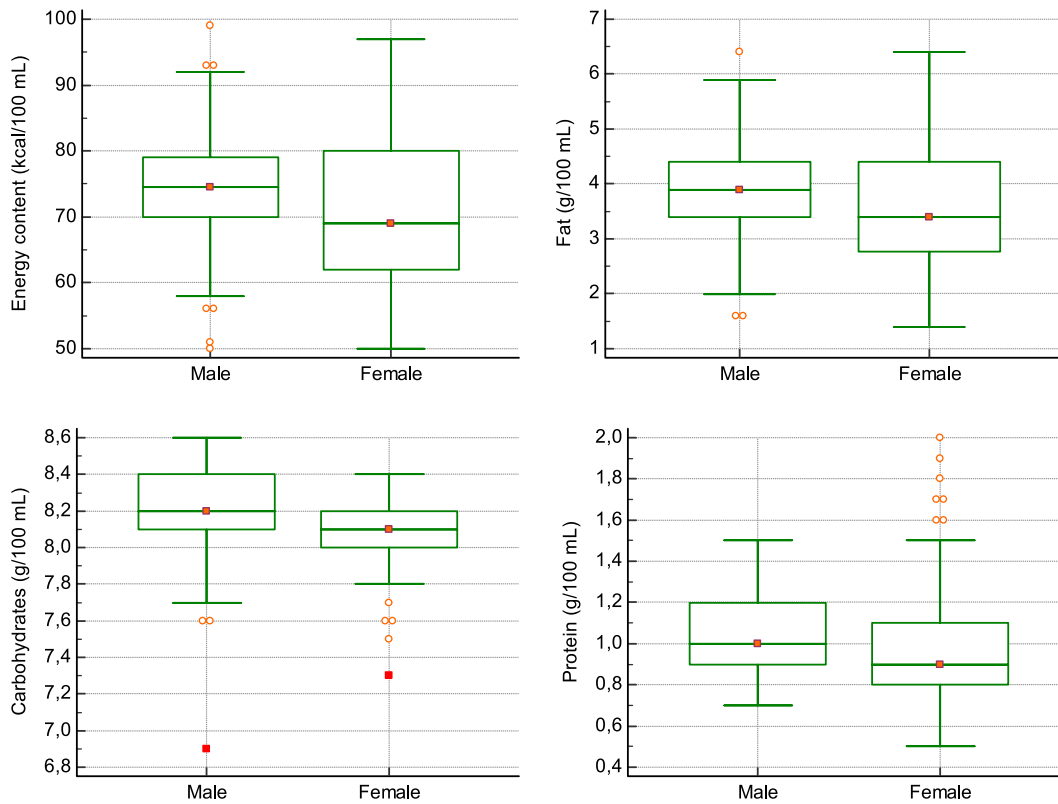 Energy content (kcal/100 mL)
100
90
80
70
60
50
Male
Female
Fat (g/100 mL)
7
6
5
4
3
2
1
Male
Female
Carbohydrates (g/100 mL)
8,6
8,4
8,2
8,0
7,8
7,6
7,4
7,2
7,0
6,8
Male
Female
Protein (g/100 mL)
2,0
1,8
1,6
1,4
1,2
1,0
0,8
0,6
0,4
Male
Female